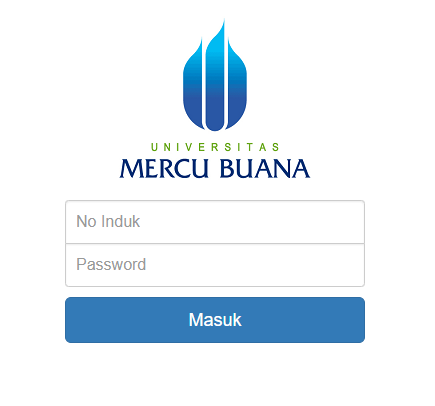 UNIVERSITAS
MERCU BUANA
No Induk
Password
Masuk